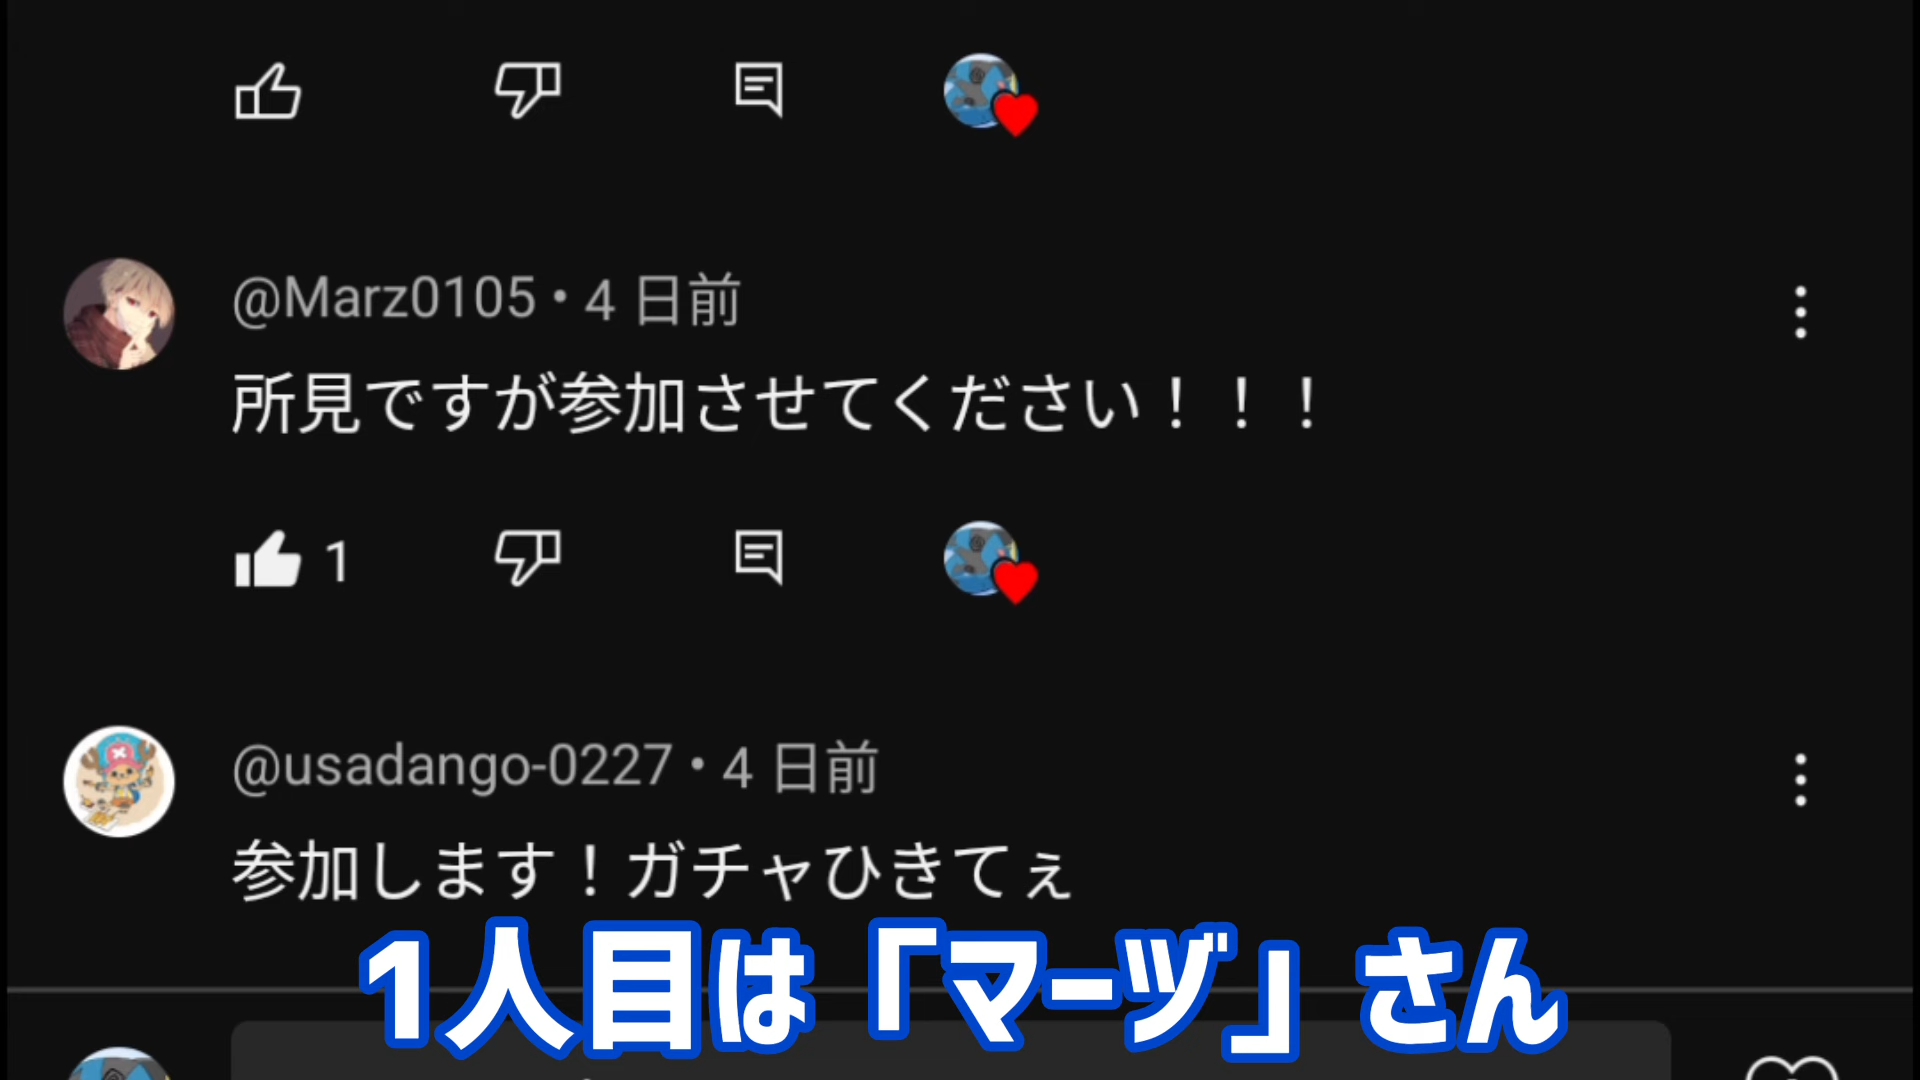 @Marz0105・4 日前
所見ですが参加させてください！！！
1
@usadango-0227・4 日前
参加します！ガチャひきてぇ
1人目は「マーヅ」さん